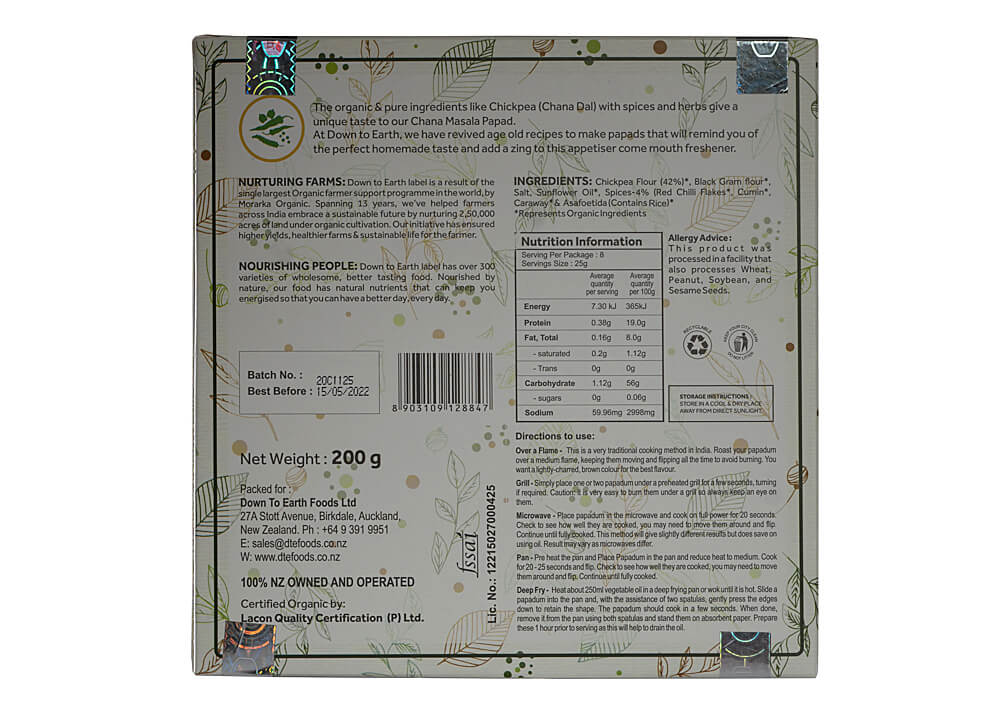 The organic & pure ingredients like Chickpea (Chana Dal) with spices and herbs give a
unique taste to our Chana Masala Papad.
At Down to Earth, we have revived age old recipes to make papads that will remind you of
the perfect homemade taste and add a zing to this appetiser come mouth freshener.
NURTURING FARMS: Down to Earth label is a result of the
single largest Organic farmer support programme in the world, by
Morarka Organic. Spanning 13 years, we've helped farmers
across India embrace a sustainable future by nurturing 2,50,000
acres of land under organic cultivation. Our initiative has ensured
higher yields, healthier farms & sustainable life for the farmer.
NOURISHING PEOPLE: Down to Earth label has over 300
varieties of wholesome, better tasting food. Nourished by
nature, our food has natural nutrients that can keep you
energised so that you can have a better day, every day.
Batch No. : 20C1125
Best Before : 15/05/2022
8 903109 128847
Net Weight : 200 g
Packed for :
Down To Earth Foods Ltd
27A Stott Avenue, Birkdale, Auckland,
New Zealand. Ph : +64 9 391 9951
E: sales@dtefoods.co.nz
W: www.dtefoods.co.nz
100% NZ OWNED AND OPERATED
Certified Organic by:
Lacon Quality Certification (P) Ltd.
fssai
Lic. No.: 12215027000425
INGREDIENTS: Chickpea Flour (42%)*, Black Gram flour*,
Salt, Sunflower Oil*, Spices-4% (Red Chilli Flakes*, Cumin*,
Caraway* & Asafoetida (Contains Rice)*
*Represents Organic Ingredients
Nutrition Information
Serving Per Package : 8
Servings Size : 25g
Average quantity per serving Average quantity per 100g
Energy 7.30 kJ 365kJ
Protein 0.38g 19.0g
Fat, Total 0.16g 8.0g
- saturated 0.2g 1.12g
- Trans 0g 0g
Carbohydrate 1.12g 56g
- sugars 0g 0.06g
Sodium 59.96mg 2998mg
Allergy Advice :
This product was
processed in a facility that
also processes Wheat,
Peanut, Soybean, and
Sesame Seeds.
RECYCLABLE
KEEP YOUR CITY CLEAN
DO NOT LITTER
STORAGE INSTRUCTIONS :
STORE IN A COOL & DRY PLACE
AWAY FROM DIRECT SUNLIGHT.
Directions to use:
Over a Flame - This is a very traditional cooking method in India. Roast your papadum
over a medium flame, keeping them moving and flipping all the time to avoid burning. You
want a lightly-charred, brown colour for the best flavour.
Grill - Simply place one or two papadum under a preheated grill for a few seconds, turning
if required. Caution: it is very easy to burn them under a grill so always keep an eye on
them.
Microwave - Place papadum in the microwave and cook on full power for 20 seconds.
Check to see how well they are cooked, you may need to move them around and flip.
Continue until fully cooked. This method will give slightly different results but does save on
using oil. Result may vary as microwaves differ.
Pan - Pre heat the pan and Place Papadum in the pan and reduce heat to medium. Cook
for 20 - 25 seconds and flip. Check to see how well they are cooked, you may need to move
them around and flip. Continue until fully cooked.
Deep Fry - Heat about 250ml vegetable oil in a deep frying pan or wok until it is hot. Slide a
papadum into the pan and, with the assistance of two spatulas, gently press the edges
down to retain the shape. The papadum should cook in a few seconds. When done,
remove it from the pan using both spatulas and stand them on absorbent paper. Prepare
these 1 hour prior to serving as this will help to drain the oil.